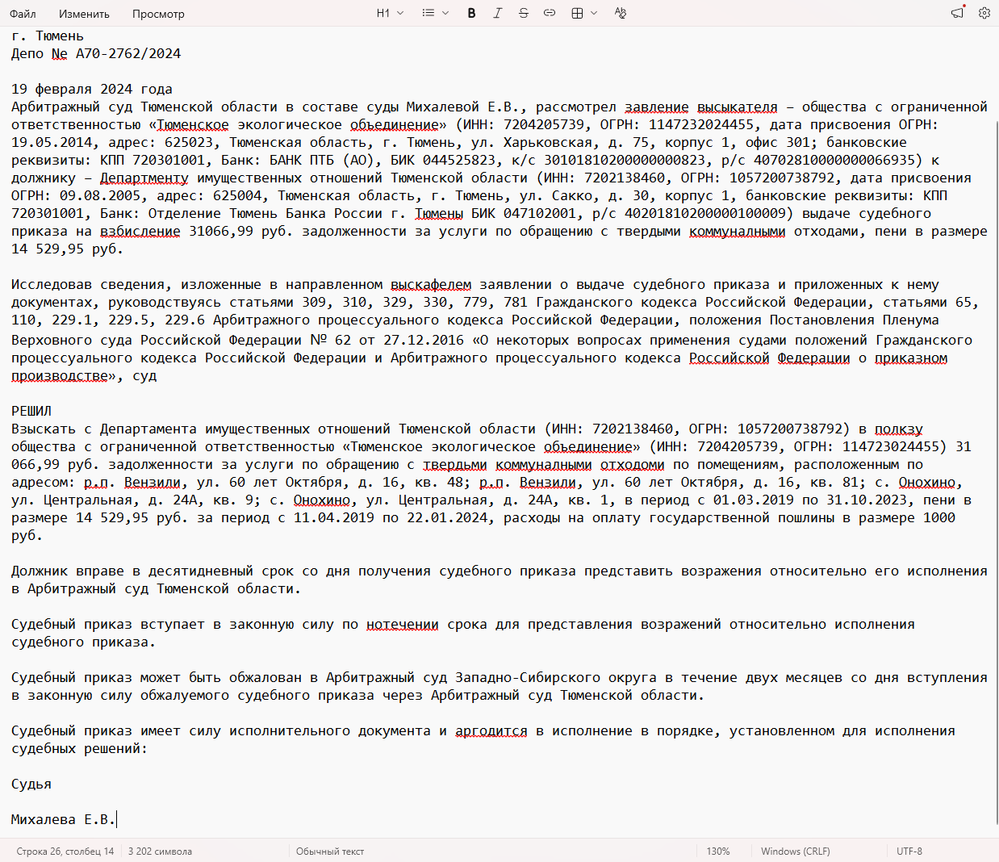 Файл Изменить Просмотр H1 B I S
г. Тюмень
Депо Nе А70-2762/2024
19 февраля 2024 года
Арбитражный суд Тюменской области в составе суды Михалевой Е.В., рассмотрел завление высыкателя – общества с ограниченной
ответственностью «Тюменское экологическое объединение» (ИНН: 7204205739, ОГРН: 1147232024455, дата присвоения ОГРН:
19.05.2014, адрес: 625023, Тюменская область, г. Тюмень, ул. Харьковская, д. 75, корпус 1, офис 301; банковские
реквизиты: КПП 720301001, Банк: БАНК ПТБ (АО), БИК 044525823, к/с 30101810200000000823, р/с 40702810000000066935) к
должнику – Департменту имущественных отношений Тюменской области (ИНН: 7202138460, ОГРН: 1057200738792, дата присвоения
ОГРН: 09.08.2005, адрес: 625004, Тюменская область, г. Тюмень, ул. Сакко, д. 30, корпус 1, банковские реквизиты: КПП
720301001, Банк: Отделение Тюмень Банка России г. Тюмены БИК 047102001, р/с 40201810200000100009) выдаче судебного
приказа на взбисление 31066,99 руб. задолженности за услуги по обращению с твердыми коммуналными отходами, пени в размере
14 529,95 руб.
Исследовав сведения, изложенные в направленном выскафелем заявлении о выдаче судебного приказа и приложенных к нему
документах, руководствуясь статьями 309, 310, 329, 330, 779, 781 Гражданского кодекса Российской Федерации, статьями 65,
110, 229.1, 229.5, 229.6 Арбитражного процессуального кодекса Российской Федерации, положения Постановления Пленума
Верховного суда Российской Федерации № 62 от 27.12.2016 «О некоторых вопросах применения судами положений Гражданского
процессуального кодекса Российской Федерации и Арбитражного процессуального кодекса Российской Федерации о приказном
производстве», суд
РЕШИЛ
Взыскать с Департамента имущественных отношений Тюменской области (ИНН: 7202138460, ОГРН: 1057200738792) в полкзу
общества с ограниченной ответственностью «Тюменское экологическое объединение» (ИНН: 7204205739, ОГРН: 114723024455) 31
066,99 руб. задолженности за услуги по обращению с твердьми коммуналными отходоми по помещениям, расположенным по
адресом: р.п. Вензили, ул. 60 лет Октября, д. 16, кв. 48; р.п. Вензили, ул. 60 лет Октября, д. 16, кв. 81; с. Онохино,
ул. Центральная, д. 24А, кв. 9; с. Онохино, ул. Центральная, д. 24А, кв. 1, в период с 01.03.2019 по 31.10.2023, пени в
размере 14 529,95 руб. за период с 11.04.2019 по 22.01.2024, расходы на оплату государственной пошлины в размере 1000
руб.
Должник вправе в десятидневный срок со дня получения судебного приказа представить возражения относительно его исполнения
в Арбитражный суд Тюменской области.
Судебный приказ вступает в законную силу по нотечении срока для представления возражений относительно исполнения
судебного приказа.
Судебный приказ может быть обжалован в Арбитражный суд Западно-Сибирского округа в течение двух месяцев со дня вступления
в законную силу обжалуемого судебного приказа через Арбитражный суд Тюменской области.
Судебный приказ имеет силу исполнительного документа и аргодится в исполнение в порядке, установленном для исполнения
судебных решений:
Судья
Михалева Е.В.
Строка 26, столбец 14 3 202 символа Обычный текст 130% Windows (CRLF) UTF-8